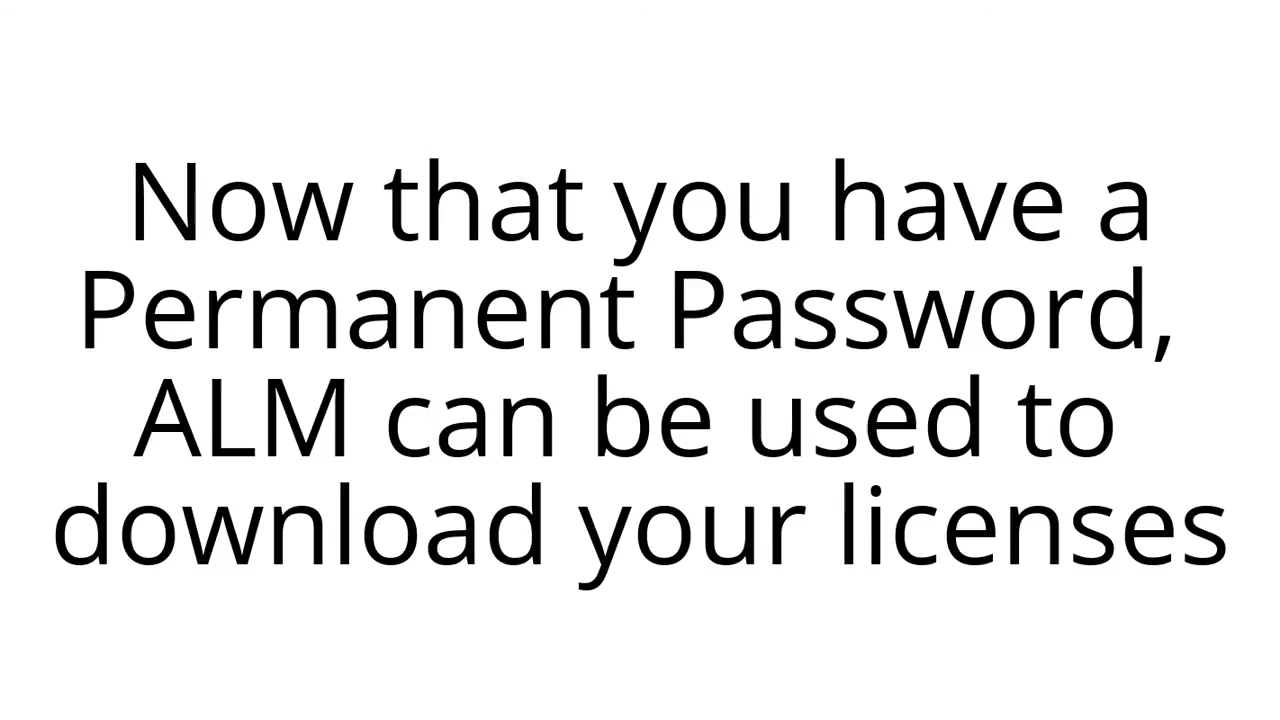 Now that you have a
Permanent Password,
ALM can be used to
download your licenses